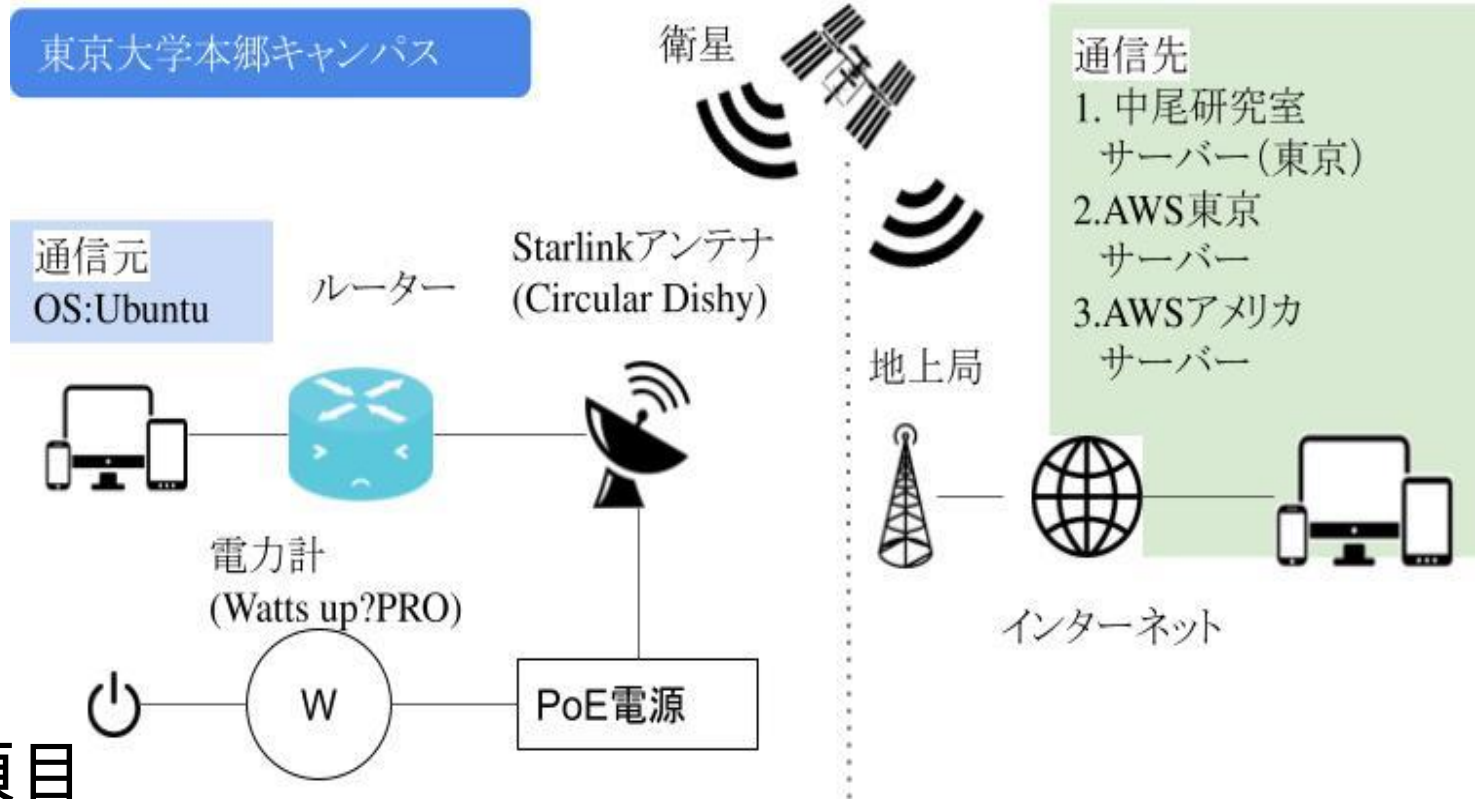 東京大学本郷キャンパス
衛星
通信先
1. 中尾研究室
サーバー(東京)
2.AWS東京
サーバー
3.AWSアメリカ
サーバー
通信元
OS:Ubuntu
ルーター
Starlinkアンテナ
(Circular Dishy)
地上局
電力計
(Watts up?PRO)
W
PoE電源
インターネット
項目